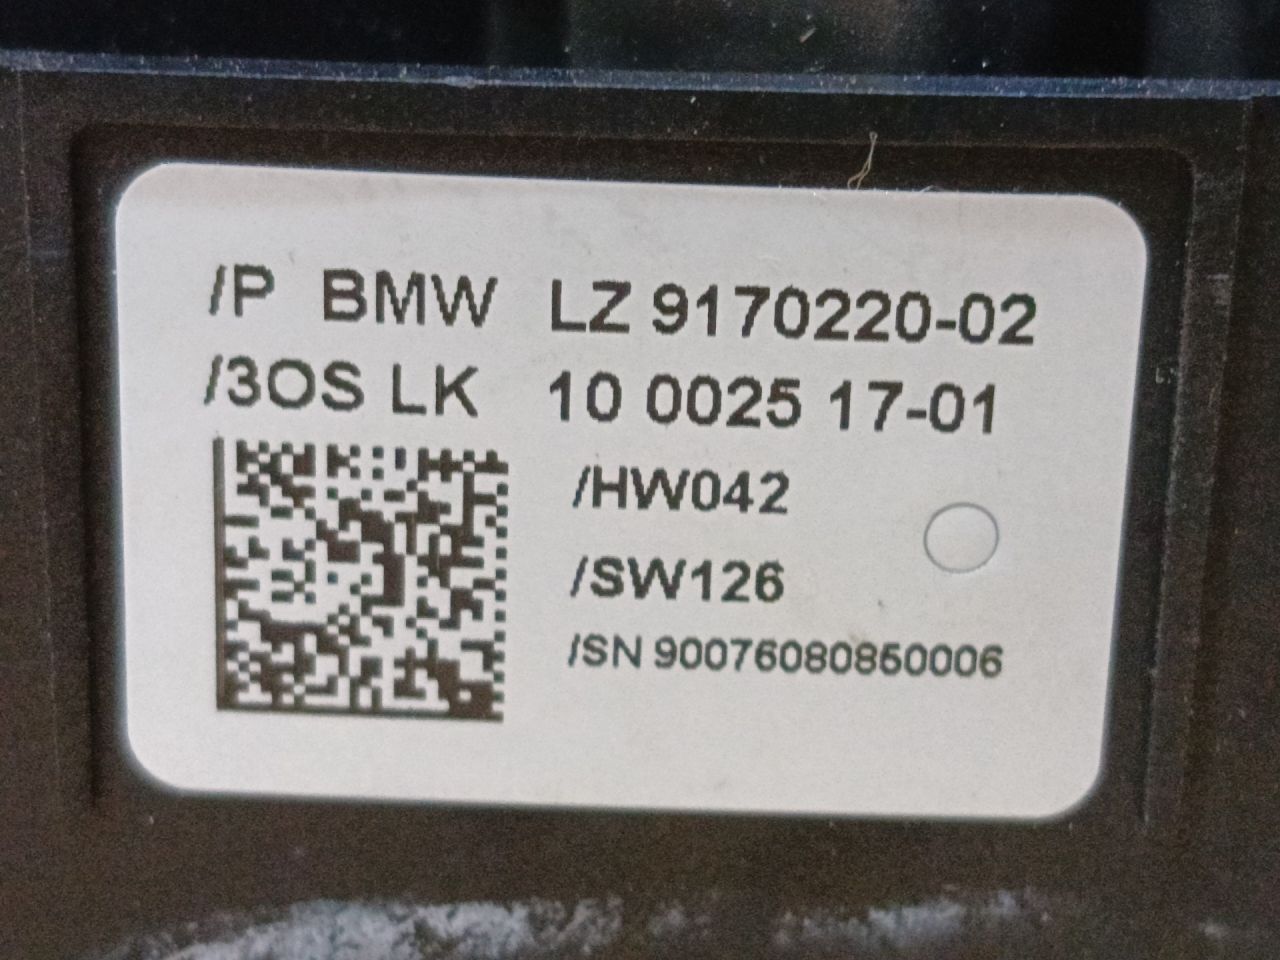 /P BMW LZ 9170220-02
/3OS LK 10 0025 17-01
/HW042
/SW126
/SN 90076080850006